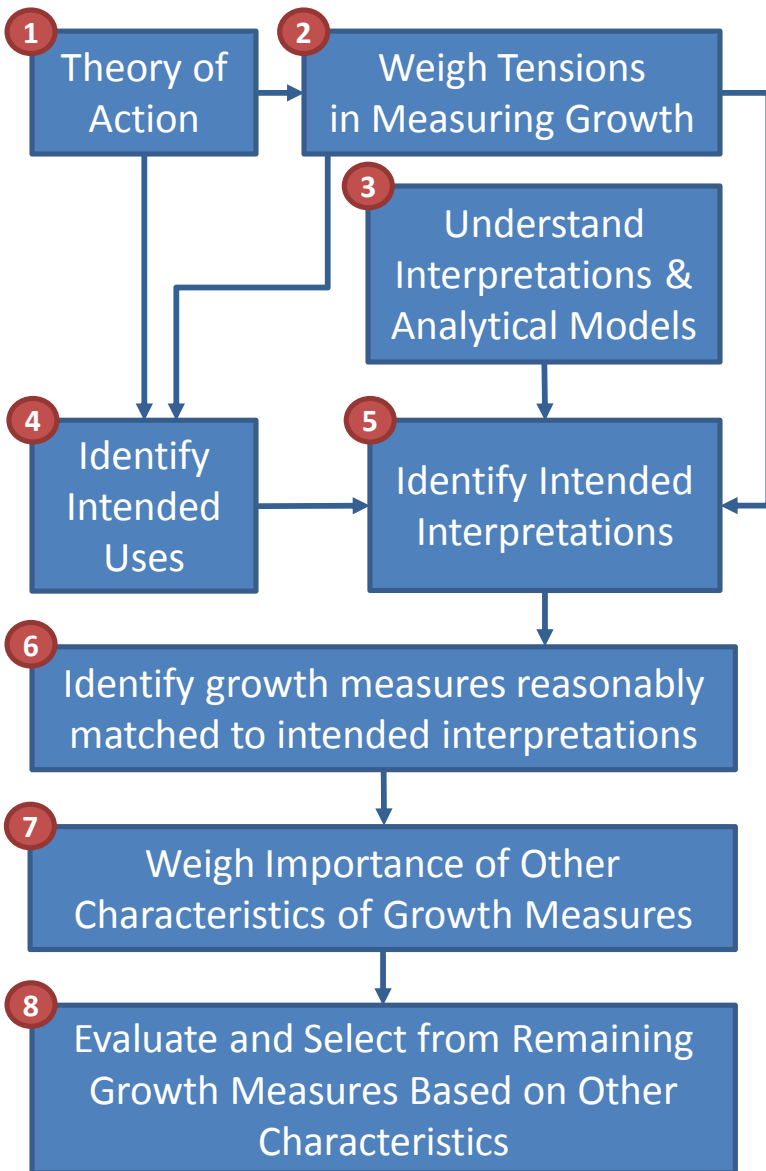 1
Theory of
Action
2
Weigh Tensions
in Measuring Growth
3
Understand
Interpretations &
Analytical Models
4
Identify
Intended
Uses
5
Identify Intended
Interpretations
6
Identify growth measures reasonably
matched to intended interpretations
7
Weigh Importance of Other
Characteristics of Growth Measures
8
Evaluate and Select from Remaining
Growth Measures Based on Other
Characteristics